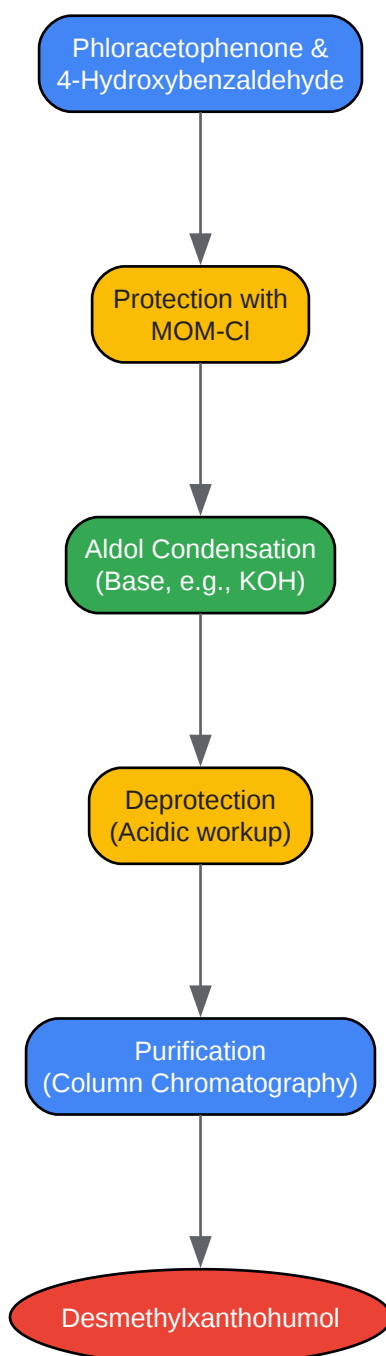 Phloracetophenone &
4-Hydroxybenzaldehyde
Protection with
MOM-Cl
Aldol Condensation
(Base, e.g., KOH)
Deprotection
(Acidic workup)
Purification
(Column Chromatography)
Desmethylxanthohumol